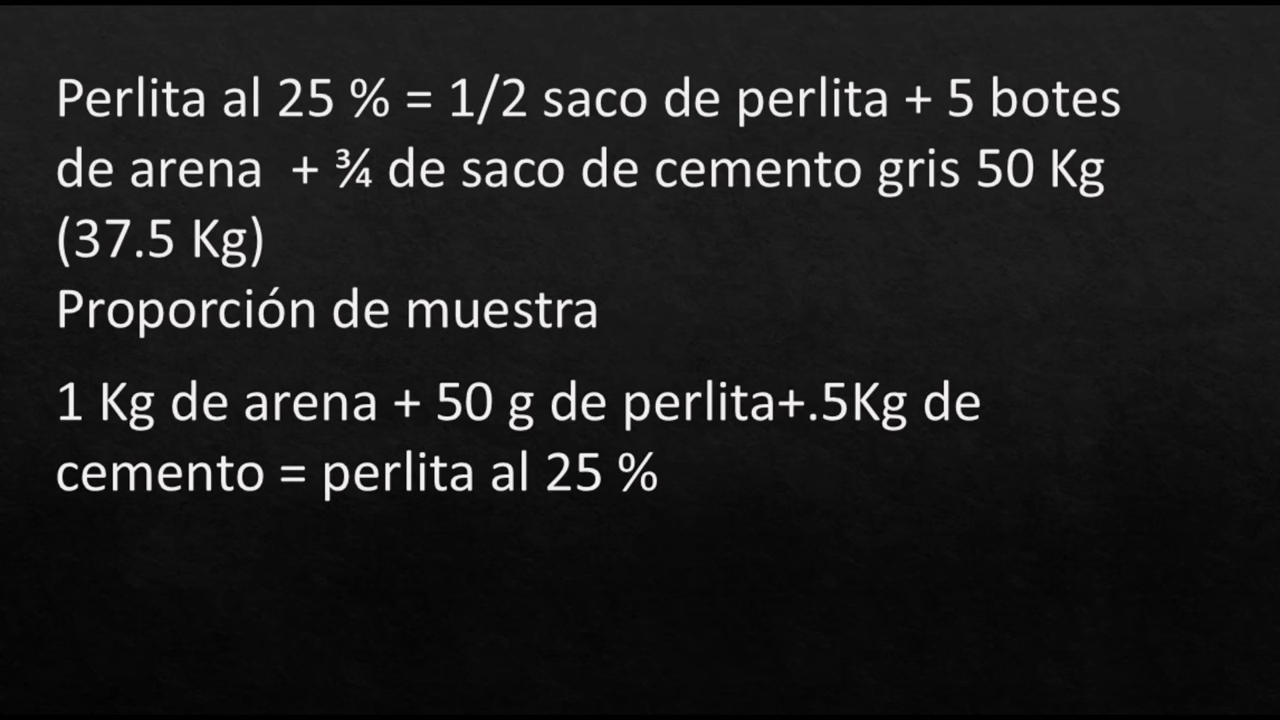 Perlita al 25 % = 1/2 saco de perlita + 5 botes
de arena  + ¾ de saco de cemento gris 50 Kg
(37.5 Kg)
Proporción de muestra
1 Kg de arena + 50 g de perlita+.5Kg de
cemento = perlita al 25 %